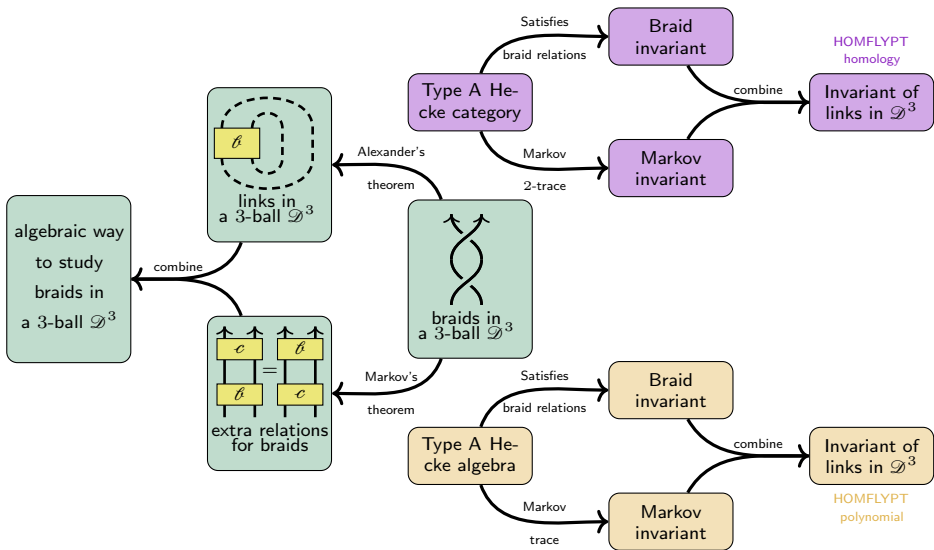 Satisfies
braid relations
Braid
invariant
HOMFLYPT
homology
Type A He-
cke category
combine
Invariant of
links in 𝒟³
Markov
2-trace
Markov
invariant
𝒷
links in
a 3-ball 𝒟³
Alexander's
theorem
algebraic way
to study
braids in
a 3-ball 𝒟³
combine
braids in
a 3-ball 𝒟³
𝒸
𝒷
=
𝒷
𝒸
extra relations
for braids
Markov's
theorem
Satisfies
braid relations
Braid
invariant
Type A He-
cke algebra
combine
Invariant of
links in 𝒟³
Markov
trace
Markov
invariant
HOMFLYPT
polynomial